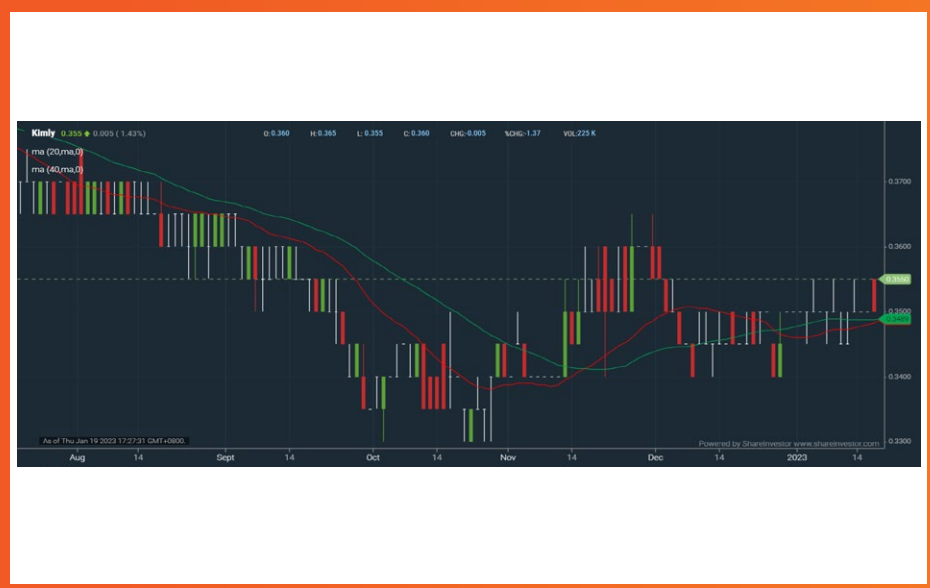 Kimly 0.355 0.005 ( 1.43%) O:0.360 H:0.365 L: 0.355 C: 0.360 CHG:-0.005 %CHG:-1.37 VOL:225 K
ma (20,ma,0)
ma (40,ma,0)
0.3700
0.3600
0.3550
0.3500
0.3400
0.3300
As of Thu Jan 19 2023 17:27:31 GMT+0800.
Powered by ShareInvestor www.shareinvestor.com
Aug 14 Sept 14 Oct 14 Nov 14 Dec 14 2023 14